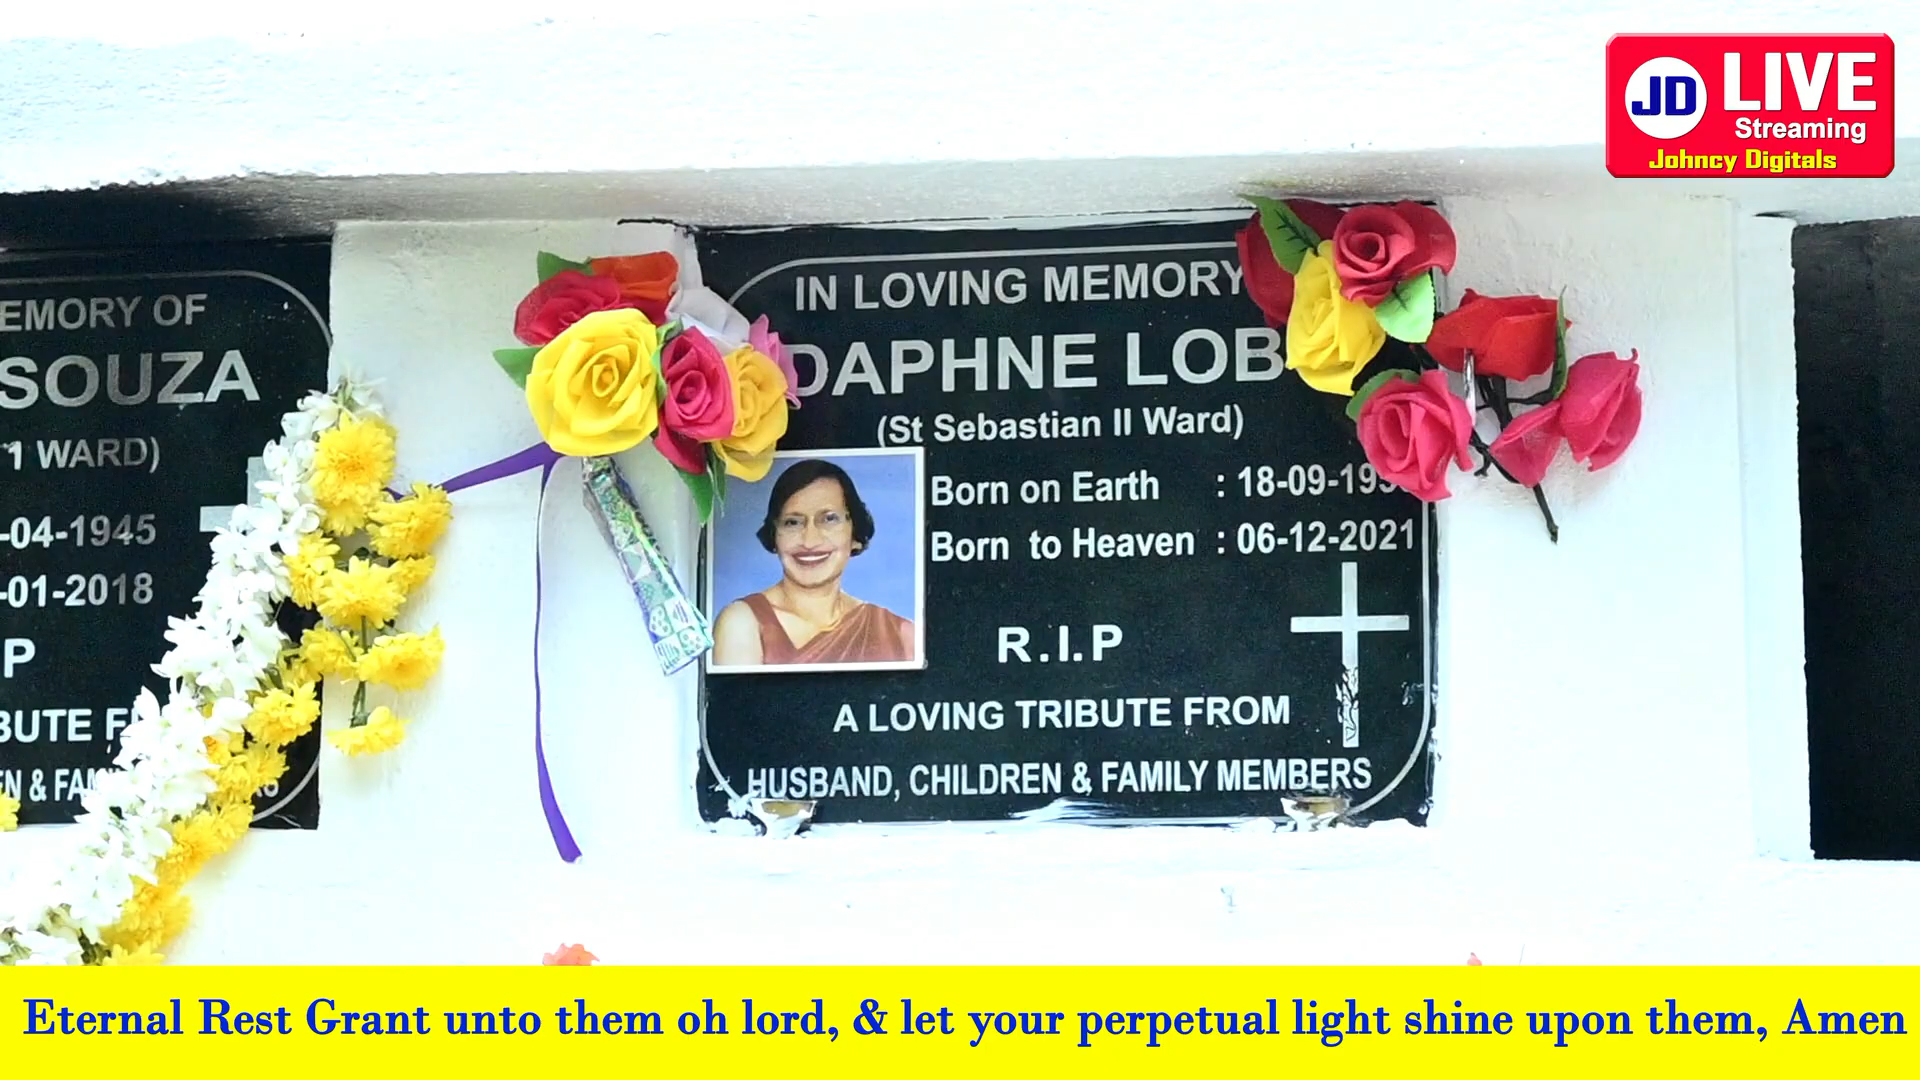 JD LIVE
Streaming
Johncy Digitals
EMORY OF
SOUZA
1 WARD)
-04-1945
-01-2018
P
BUTE F
EN & FAM
IN LOVING MEMORY
DAPHNE LOB
(St Sebastian II Ward)
Born on Earth : 18-09-195
Born to Heaven : 06-12-2021
R.I.P
A LOVING TRIBUTE FROM
HUSBAND, CHILDREN & FAMILY MEMBERS
Eternal Rest Grant unto them oh lord, & let your perpetual light shine upon them, Amen